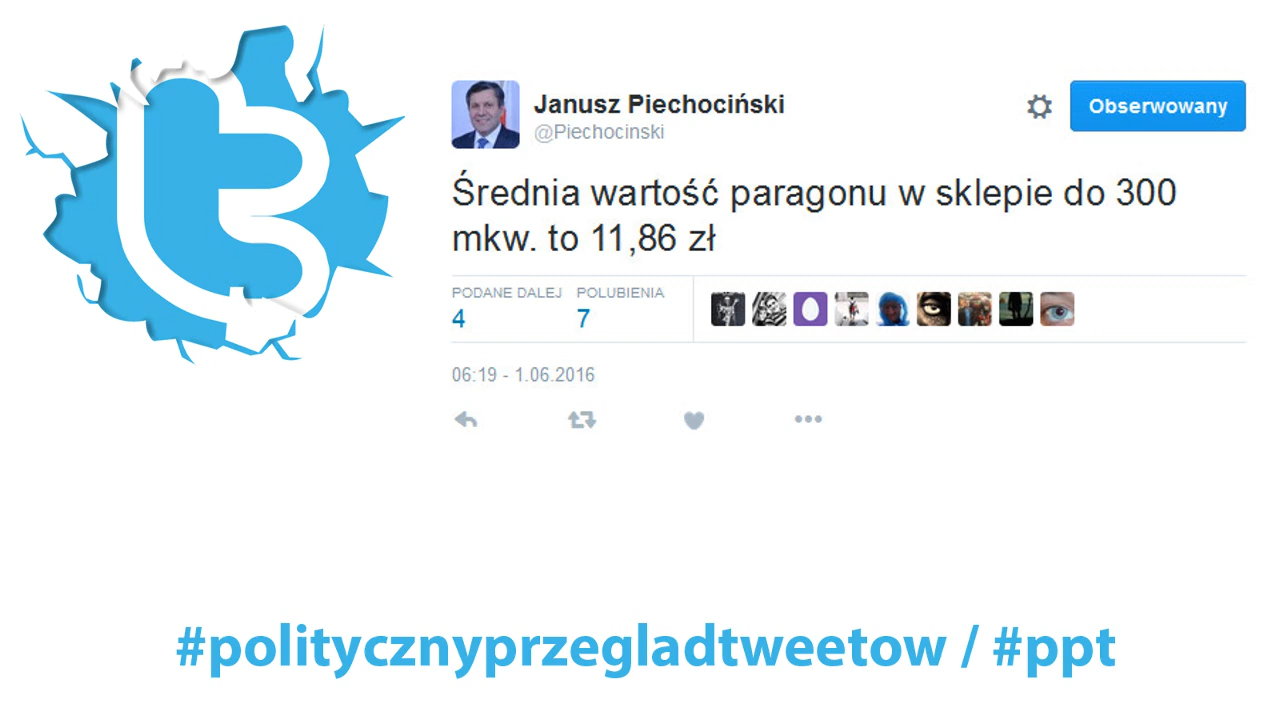 Janusz Piechociński
@Piechocinski
Obserwowany
Średnia wartość paragonu w sklepie do 300
mkw. to 11,86 zł
PODANE DALEJ POLUBIENIA
4 7
06:19 - 1.06.2016
#politycznyprzegladtweetow / #ppt